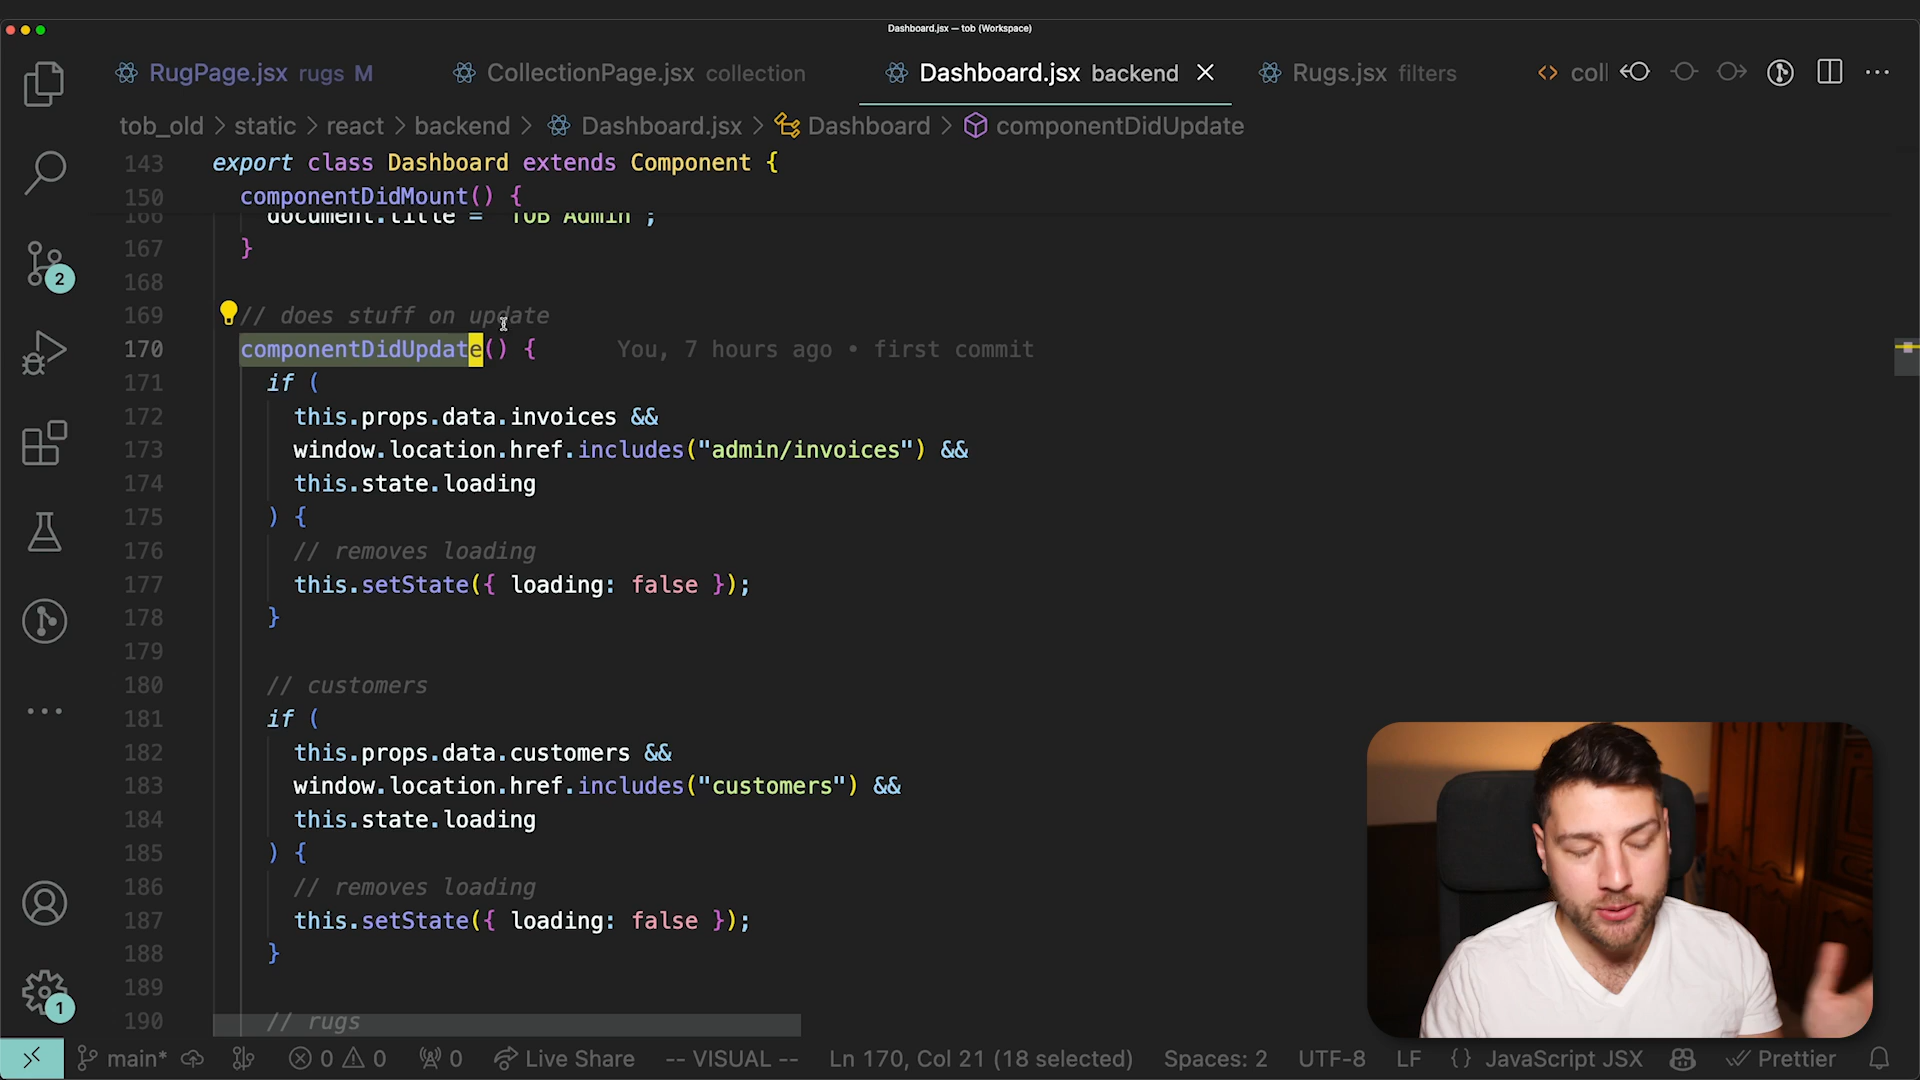 Dashboard.jsx — tob (Workspace)
RugPage.jsx rugs M CollectionPage.jsx collection Dashboard.jsx backend Rugs.jsx filters coll
tob_old > static > react > backend > Dashboard.jsx > Dashboard > componentDidUpdate
143 export class Dashboard extends Component {
150 componentDidMount() {
166 document.title = "TOB Admin";
167 }
168
169 // does stuff on update
170 componentDidUpdate() { You, 7 hours ago • first commit
171 if (
172 this.props.data.invoices &&
173 window.location.href.includes("admin/invoices") &&
174 this.state.loading
175 ) {
176 // removes loading
177 this.setState({ loading: false });
178 }
179
180 // customers
181 if (
182 this.props.data.customers &&
183 window.location.href.includes("customers") &&
184 this.state.loading
185 ) {
186 // removes loading
187 this.setState({ loading: false });
188 }
189
190 // rugs
2
1
main* 0 0 0 Live Share -- VISUAL -- Ln 170, Col 21 (18 selected) Spaces: 2 UTF-8 LF {} JavaScript JSX Prettier